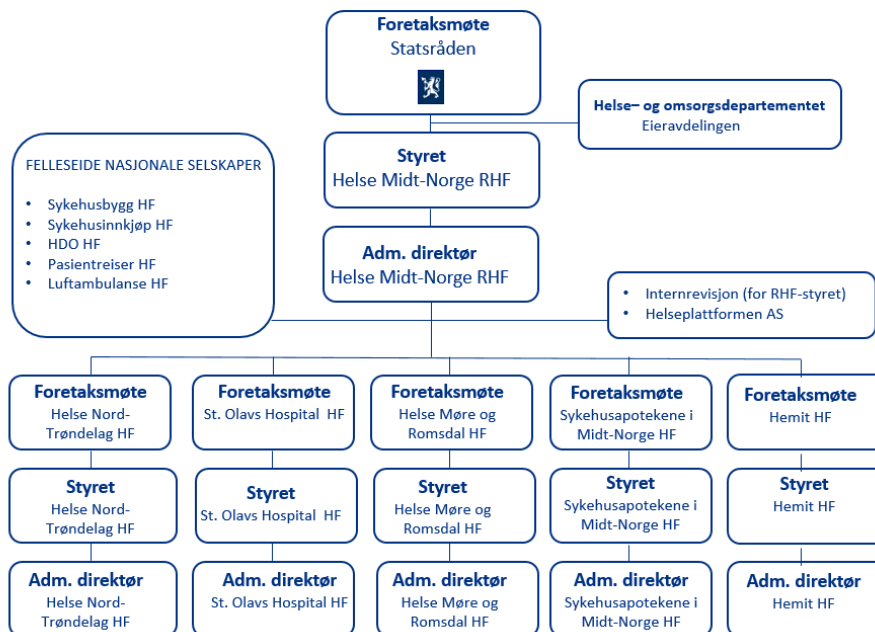 Foretaksmøte
Statsråden
Helse– og omsorgsdepartementet
Eieravdelingen
Styret
Helse Midt-Norge RHF
FELLESEIDE NASJONALE SELSKAPER
• Sykehusbygg HF
• Sykehusinnkjøp HF
• HDO HF
• Pasientreiser HF
• Luftambulanse HF
Adm. direktør
Helse Midt-Norge RHF
• Internrevisjon (for RHF-styret)
• Helseplattformen AS
Foretaksmøte
Helse Nord-
Trøndelag HF
Foretaksmøte
St. Olavs Hospital HF
Foretaksmøte
Helse Møre og
Romsdal HF
Foretaksmøte
Sykehusapotekene i
Midt-Norge HF
Foretaksmøte
Hemit HF
Styret
Helse Nord-
Trøndelag HF
Styret
St. Olavs Hospital HF
Styret
Helse Møre og
Romsdal HF
Styret
Sykehusapotekene i
Midt-Norge HF
Styret
Hemit HF
Adm. direktør
Helse Nord-
Trøndelag HF
Adm. direktør
St. Olavs Hospital HF
Adm. direktør
Helse Møre og
Romsdal HF
Adm. direktør
Sykehusapotekene i
Midt-Norge HF
Adm. direktør
Hemit HF